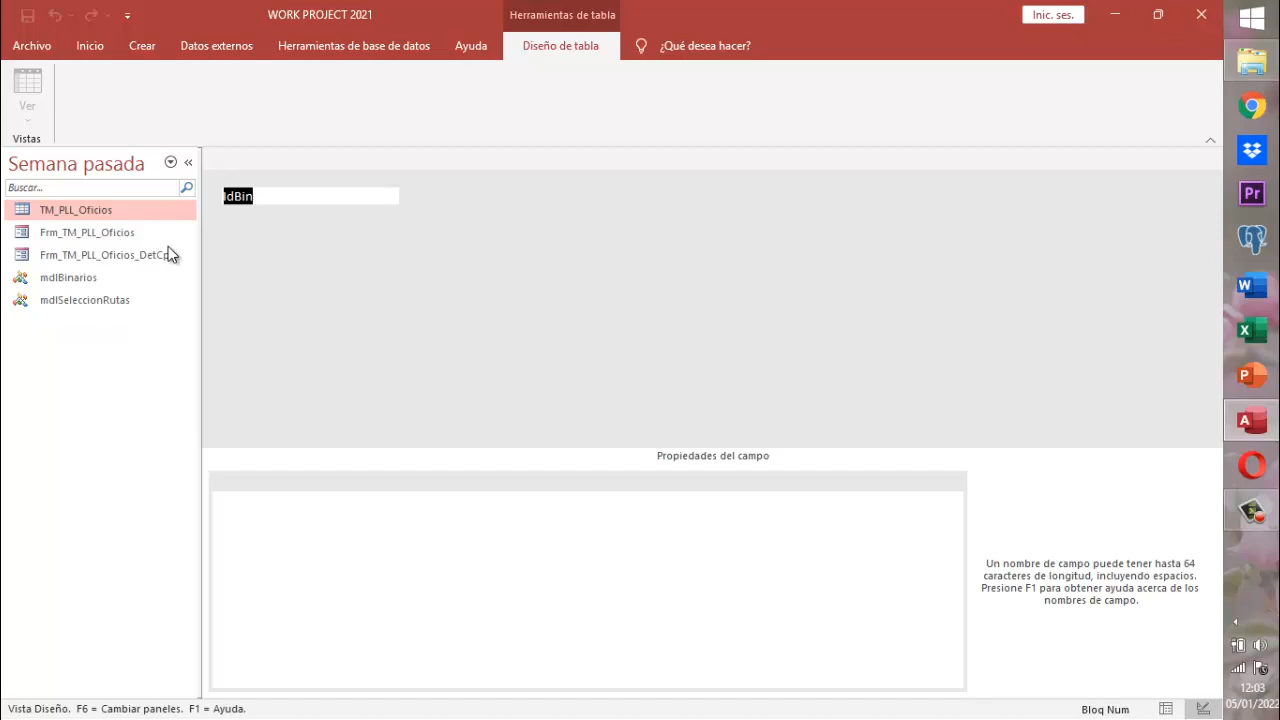 WORK PROJECT 2021
Herramientas de tabla
Inic. ses.
Archivo
Inicio
Crear
Datos externos
Herramientas de base de datos
Ayuda
Diseño de tabla
¿Qué desea hacer?
Ver
Vistas
Semana pasada
Buscar...
TM_PLL_Oficios
Frm_TM_PLL_Oficios
Frm_TM_PLL_Oficios_DetCp
mdlBinarios
mdlSeleccionRutas
IdBin
Propiedades del campo
Un nombre de campo puede tener hasta 64
caracteres de longitud, incluyendo espacios.
Presione F1 para obtener ayuda acerca de los
nombres de campo.
Pr
W
X
P
A
12:03
05/01/2022
Vista Diseño. F6 = Cambiar paneles. F1 = Ayuda.
Bloq Num